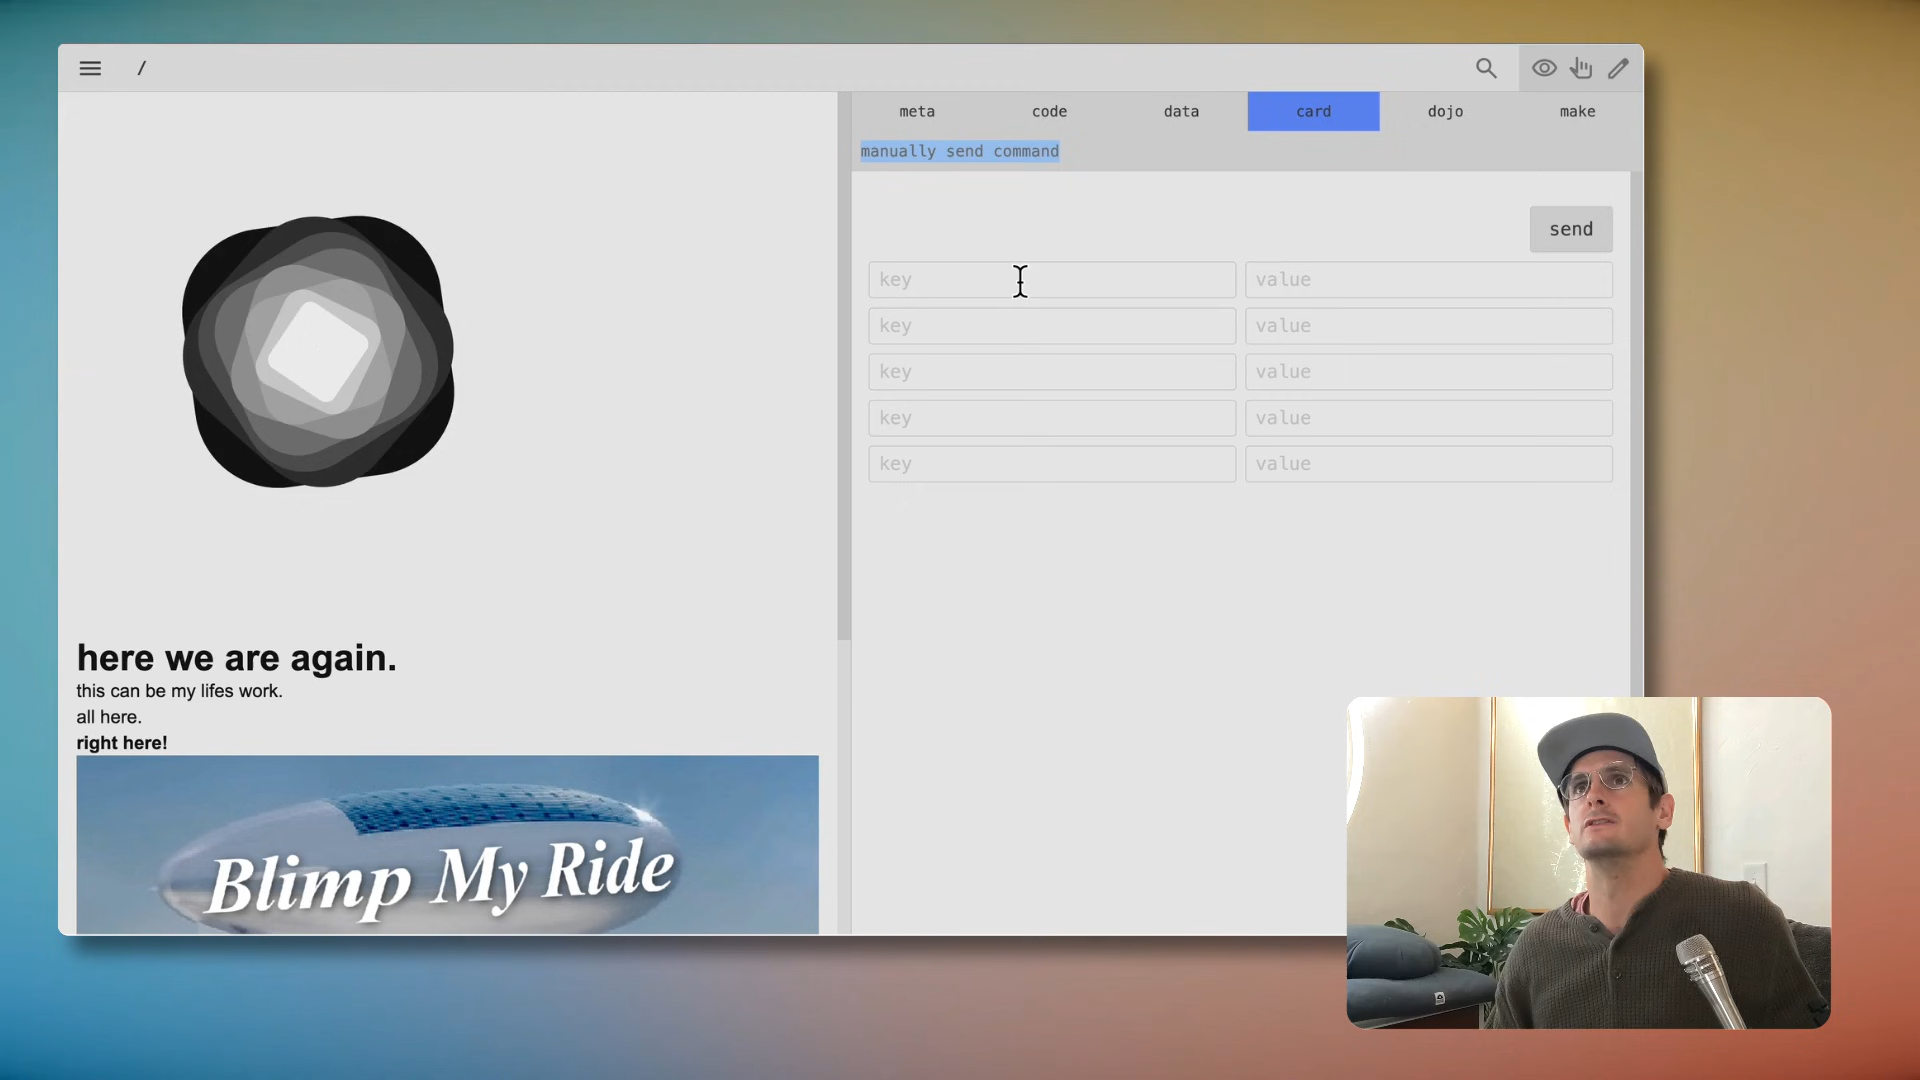 /
meta code data card dojo make
manually send command
send
key value
key value
key value
key value
key value
here we are again.
this can be my lifes work.
all here.
right here!
Blimp My Ride